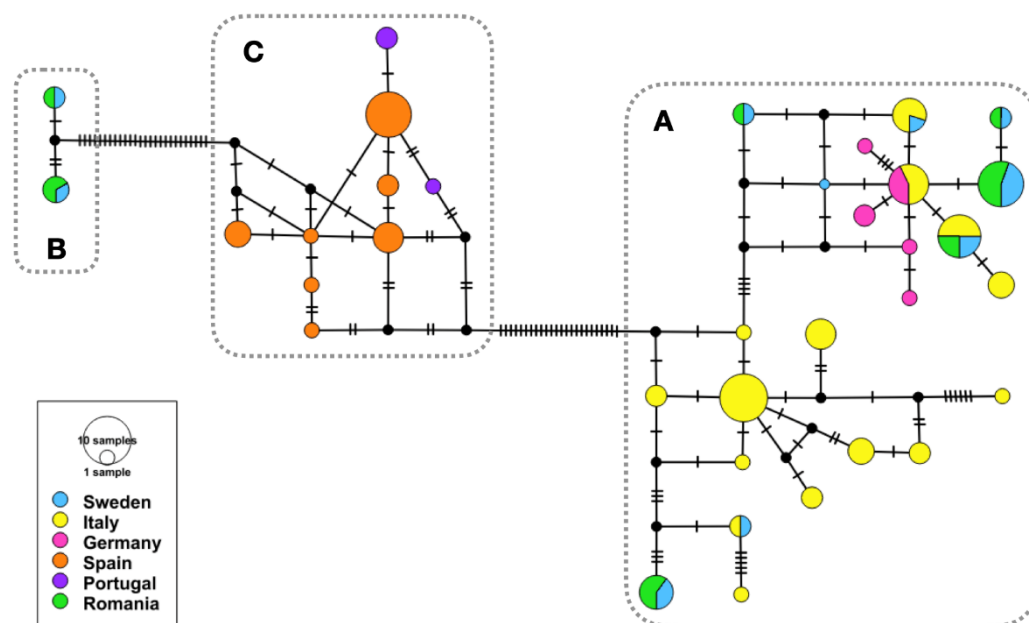 C
A
B
10 samples
1 sample
Sweden
Italy
Germany
Spain
Portugal
Romania